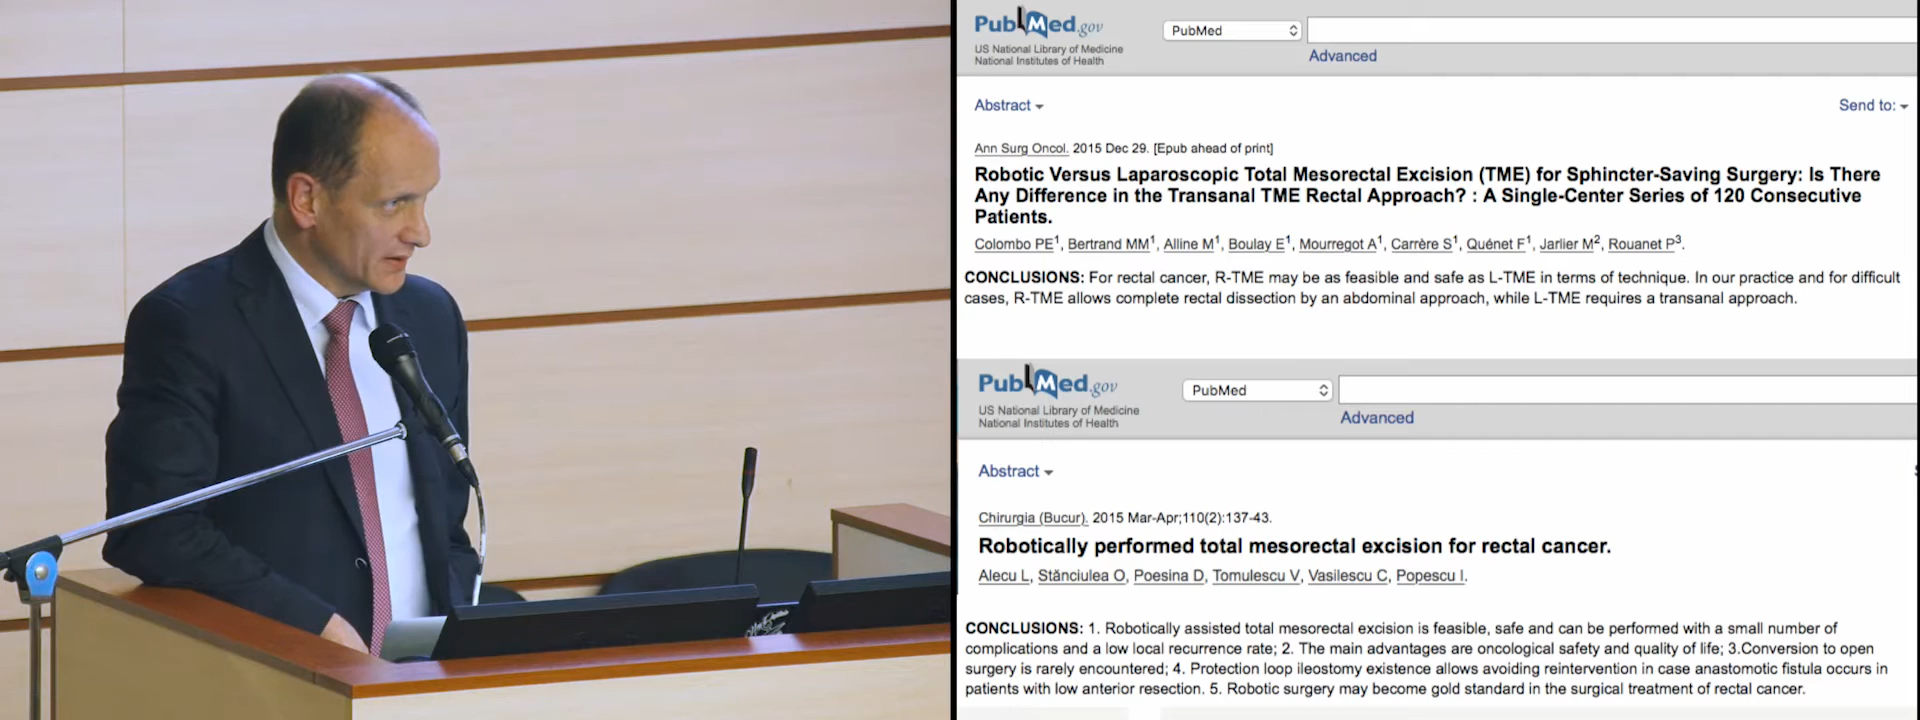 PubMed.gov
US National Library of Medicine
National Institutes of Health
PubMed
Advanced
Abstract
Send to:
Ann Surg Oncol. 2015 Dec 29. [Epub ahead of print]
Robotic Versus Laparoscopic Total Mesorectal Excision (TME) for Sphincter-Saving Surgery: Is There
Any Difference in the Transanal TME Rectal Approach? : A Single-Center Series of 120 Consecutive
Patients.
Colombo PE1, Bertrand MM1, Alline M1, Boulay E1, Mourregot A1, Carrère S1, Quénet F1, Jarlier M2, Rouanet P3.
CONCLUSIONS: For rectal cancer, R-TME may be as feasible and safe as L-TME in terms of technique. In our practice and for difficult
cases, R-TME allows complete rectal dissection by an abdominal approach, while L-TME requires a transanal approach.
PubMed.gov
US National Library of Medicine
National Institutes of Health
PubMed
Advanced
Abstract
Chirurgia (Bucur). 2015 Mar-Apr;110(2):137-43.
Robotically performed total mesorectal excision for rectal cancer.
Alecu L, Stănciulea O, Poesina D, Tomulescu V, Vasilescu C, Popescu I.
CONCLUSIONS: 1. Robotically assisted total mesorectal excision is feasible, safe and can be performed with a small number of
complications and a low local recurrence rate; 2. The main advantages are oncological safety and quality of life; 3.Conversion to open
surgery is rarely encountered; 4. Protection loop ileostomy existence allows avoiding reintervention in case anastomotic fistula occurs in
patients with low anterior resection. 5. Robotic surgery may become gold standard in the surgical treatment of rectal cancer.